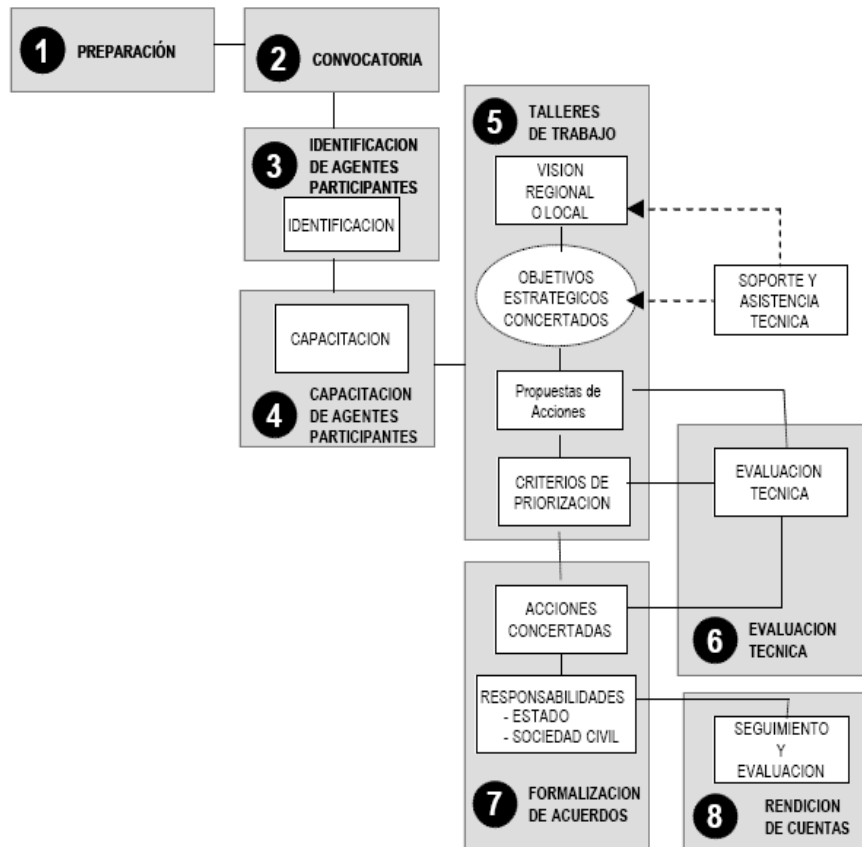 1 PREPARACIÓN
2 CONVOCATORIA
3 IDENTIFICACION
DE AGENTES
PARTICIPANTES
IDENTIFICACION
CAPACITACION
4 CAPACITACION
DE AGENTES
PARTICIPANTES
5 TALLERES
DE TRABAJO
VISION
REGIONAL
O LOCAL
OBJETIVOS
ESTRATEGICOS
CONCERTADOS
SOPORTE Y
ASISTENCIA
TECNICA
Propuestas de
Acciones
CRITERIOS DE
PRIORIZACION
EVALUACION
TECNICA
6 EVALUACION
TECNICA
ACCIONES
CONCERTADAS
RESPONSABILIDADES
- ESTADO
- SOCIEDAD CIVIL
7 FORMALIZACION
DE ACUERDOS
SEGUIMIENTO
Y
EVALUACION
8 RENDICION
DE CUENTAS